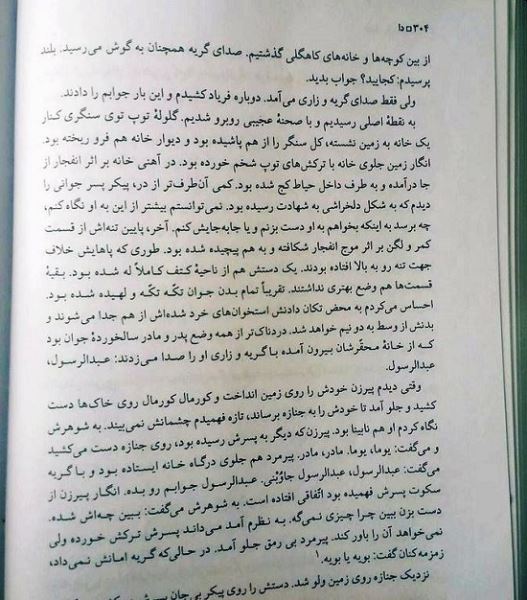 ۳۰۴ □ دا
از بین کوچه‌ها و خانه‌های کاهگلی گذشتیم. صدای گریه همچنان به گوش می‌رسید. بلند
پرسیدم: کجایید؟ جواب بدید.
ولی فقط صدای گریه و زاری می‌آمد. دوباره فریاد کشیدم و این بار جوابم را دادند.
به نقطهٔ اصلی رسیدیم و با صحنهٔ عجیبی روبرو شدیم. گلولهٔ توپ توی سنگری کنار
یک خانه به زمین نشسته، کل سنگر را از هم پاشیده بود و دیوار خانه هم فرو ریخته بود.
انگار زمین جلوی خانه با ترکش‌های توپ شخم خورده بود. در آهنی خانه بر اثر انفجار از
جا درآمده و به طرف داخل حیاط کج شده بود. کمی آن‌طرف‌تر از در، پیکر پسر جوانی را
دیدم که به شکل دلخراشی به شهادت رسیده بود. نمی‌توانستم بیشتر از این به او نگاه کنم،
چه برسد به اینکه بخواهم به او دست بزنم و یا جابه‌جایش کنم. آخر، پایین تنه‌اش از قسمت
کمر و لگن بر اثر موج انفجار شکافته و به هم پیچیده شده بود. طوری که پاهایش خلاف
جهت تنه رو به بالا افتاده بودند. یک دستش هم از ناحیهٔ کتف کاملاً له شده بود. بقیهٔ
قسمت‌ها هم وضع بهتری نداشتند. تقریباً تمام بدن جوان تکّه تکّه و لهیده شده بود.
احساس می‌کردم به محض تکان دادنش استخوان‌های خرد شده‌اش از هم جدا می‌شوند و
بدنش از وسط به دو نیم خواهد شد. دردناک‌تر از همه وضع پدر و مادر سالخوردهٔ جوان بود
که از خانهٔ محقّرشان بیرون آمده با گریه و زاری او را صدا می‌زدند: عبدالرسول،
عبدالرسول.
وقتی دیدم پیرزن خودش را روی زمین انداخت و کورمال کورمال روی خاک‌ها دست
کشید و جلو آمد تا خودش را به جنازه برساند، تازه فهمیدم چشمانش نمی‌بیند. به شوهرش
نگاه کردم او هم نابینا بود. پیرزن که دیگر به پسرش رسیده بود، روی جنازه دست می‌کشید
و می‌گفت: یوما، یوما. مادر، مادر. پیرمرد هم جلوی درگاه خانه ایستاده بود و با گریه
می‌گفت: عبدالرسول، عبدالرسول جاوُبْنی. عبدالرسول جوابم رو بده. انگار پیرزن از
سکوت پسرش فهمیده بود اتّفاقی افتاده است. به شوهرش می‌گفت: ببین چه‌اش شده.
دست بزن ببین چرا چیزی نمی‌گه. به نظرم آمد می‌داند پسرش ترکش خورده ولی
نمی‌خواهد آن را باور کند. پیرمرد بی رمق جلو آمد. در حالی‌که گریه امانش نمی‌داد،
زمزمه‌کنان گفت: بویه یا بویه.۱
نزدیک جنازه روی زمین ولو شد. دستش را روی پیکر بی‌جان